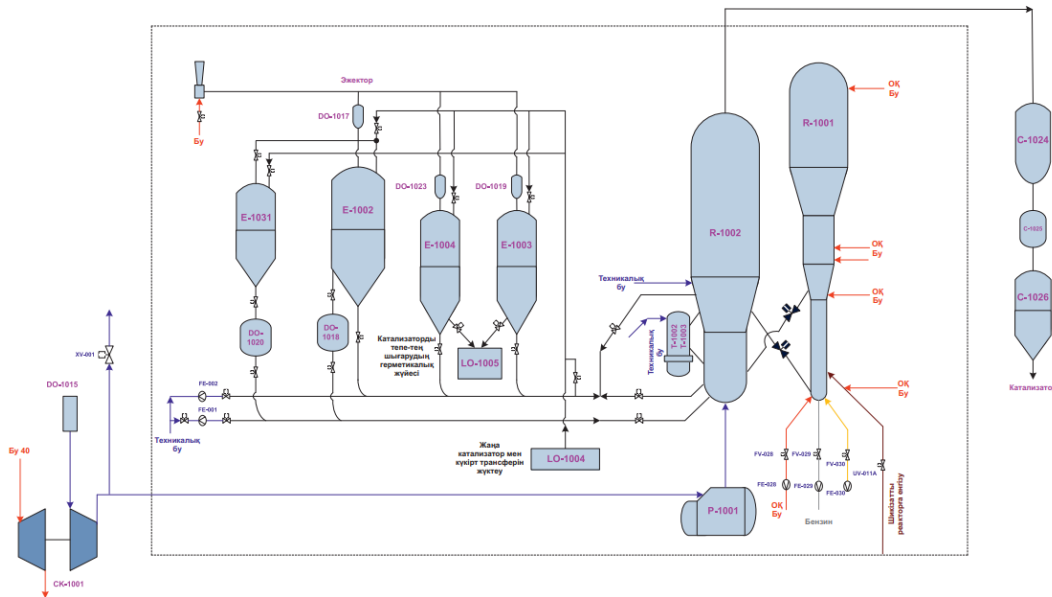 Эжектор
DO-1017
Бу
ОҚ
Бу
R-1001
C-1024
DO-1023
DO-1019
E-1031
E-1002
E-1004
E-1003
R-1002
C-1025
ОҚ
Бу
Техникалық
бу
ОҚ
Бу
C-1026
DO-
1020
DO-
1018
T-1002
T-1003
Техникалық
бу
Катализаторды
тепе-тең
шығарудың
герметикалық
жүйесі
LO-1005
XV-001
DO-1015
FE-002
FE-001
Техникалық
бу
ОҚ
Бу
Катализато
Жаңа
катализатор мен
күкірт трансферін
жүктеу
LO-1004
Бу 40
FV-028
FV-029
FV-030
UV-011A
FE-028
FE-029
FE-030
P-1001
ОҚ
Бу
Бензин
Шикізатты
реакторға енгізу
CK-1001